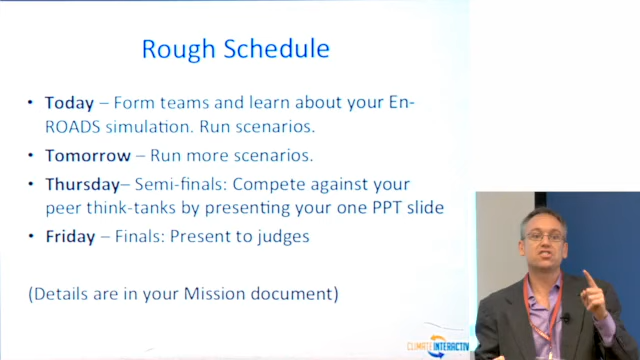 Rough Schedule
• Today – Form teams and learn about your En-
ROADS simulation. Run scenarios.
• Tomorrow – Run more scenarios.
• Thursday– Semi-finals: Compete against your
peer think-tanks by presenting your one PPT slide
• Friday – Finals: Present to judges
(Details are in your Mission document)
CLIMATE INTERACTIV